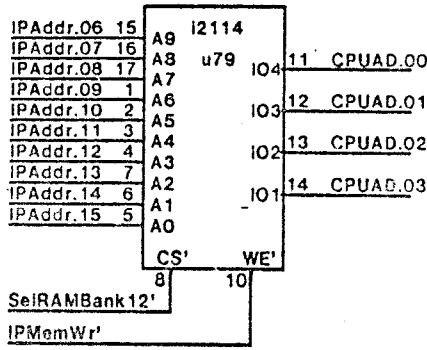 i2114
u79
IPAddr.06 15 A9
IPAddr.07 16 A8
IPAddr.08 17 A7
IPAddr.09 1 A6
IPAddr.10 2 A5
IPAddr.11 3 A4
IPAddr.12 4 A3
IPAddr.13 7 A2
IPAddr.14 6 A1
IPAddr.15 5 A0
IO4 11 CPUAD.00
IO3 12 CPUAD.01
IO2 13 CPUAD.02
IO1 14 CPUAD.03
CS' WE'
8 10
SelRAMBank12'
IPMemWr'